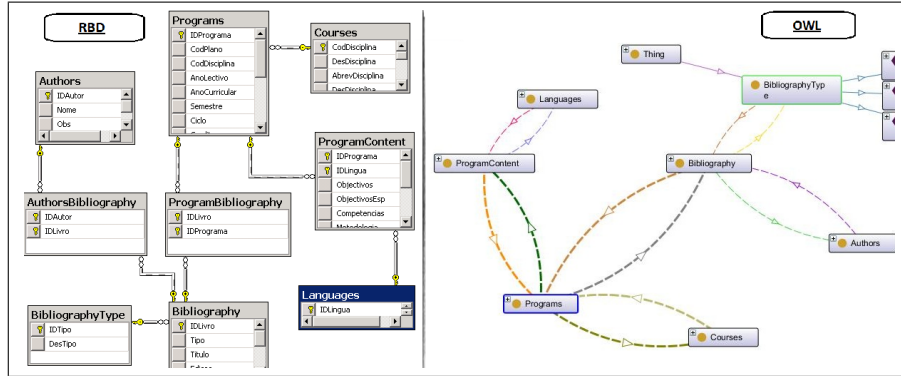 RBD
Programs
IDPrograma
CodPlano
CodDisciplina
AnoLectivo
AnoCurricular
Semestre
Ciclo
Courses
CodDisciplina
DesDisciplina
AbrevDisciplina
Authors
IDAutor
Nome
Obs
ProgramContent
IDPrograma
IDLingua
Objectivos
ObjectivosEsp
Competencias
AuthorsBibliography
IDAutor
IDLivro
ProgramBibliography
IDLivro
IDPrograma
Languages
IDLingua
BibliographyType
IDTipo
DesTipo
Bibliography
IDLivro
Tipo
Titulo
OWL
Thing
BibliographyTyp
e
Languages
ProgramContent
Bibliography
Authors
Programs
Courses